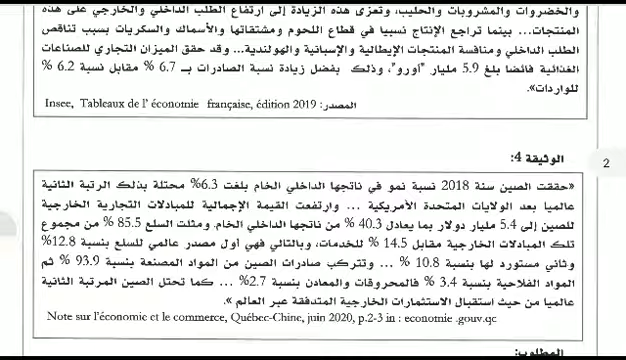 والخضروات والمشروبات والحليب، وتعزى هذه الزيادة إلى ارتفاع الطلب الداخلي والخارجي على هذه
المنتجات... بينما تراجع الإنتاج نسبيا في قطاع اللحوم ومشتقاتها والأسماك والسكريات بسبب تناقص
الطلب الداخلي ومنافسة المنتجات الإيطالية والإسبانية والهولندية... وقد حقق الميزان التجاري للصناعات
الغذائية فائضا بلغ 5.9 مليار "أورو"، وذلك بفضل زيادة نسبة الصادرات بـ 6.7 % مقابل نسبة 6.2 %
للواردات».
المصدر: Insee, Tableaux de l' économie française, édition 2019
الوثيقة 4:
2
«حققت الصين سنة 2018 نسبة نمو في ناتجها الداخلي الخام بلغت 6.3% محتلة بذلك الرتبة الثانية
عالميا بعد الولايات المتحدة الأمريكية ... وارتفعت القيمة الإجمالية للمبادلات التجارية الخارجية
للصين إلى 5.4 مليار دولار بما يعادل 40.3 % من ناتجها الداخلي الخام. ومثلت السلع 85.5 % من مجموع
تلك المبادلات الخارجية مقابل 14.5 % للخدمات، وبالتالي فهي اول مصدر عالمي للسلع بنسبة 12.8%
وثاني مستورد لها بنسبة 10.8 % ... وتتركب صادرات الصين من المواد المصنعة بنسبة 93.9 % ثم
المواد الفلاحية بنسبة 3.4 % فالمحروقات والمعادن بنسبة 2.7% ... كما تحتل الصين المرتبة الثانية
عالميا من حيث استقبال الاستثمارات الخارجية المتدفقة عبر العالم ».
Note sur l'économie et le commerce, Québec-Chine, juin 2020, p.2-3 in : economie .gouv.qc
المطلوب: